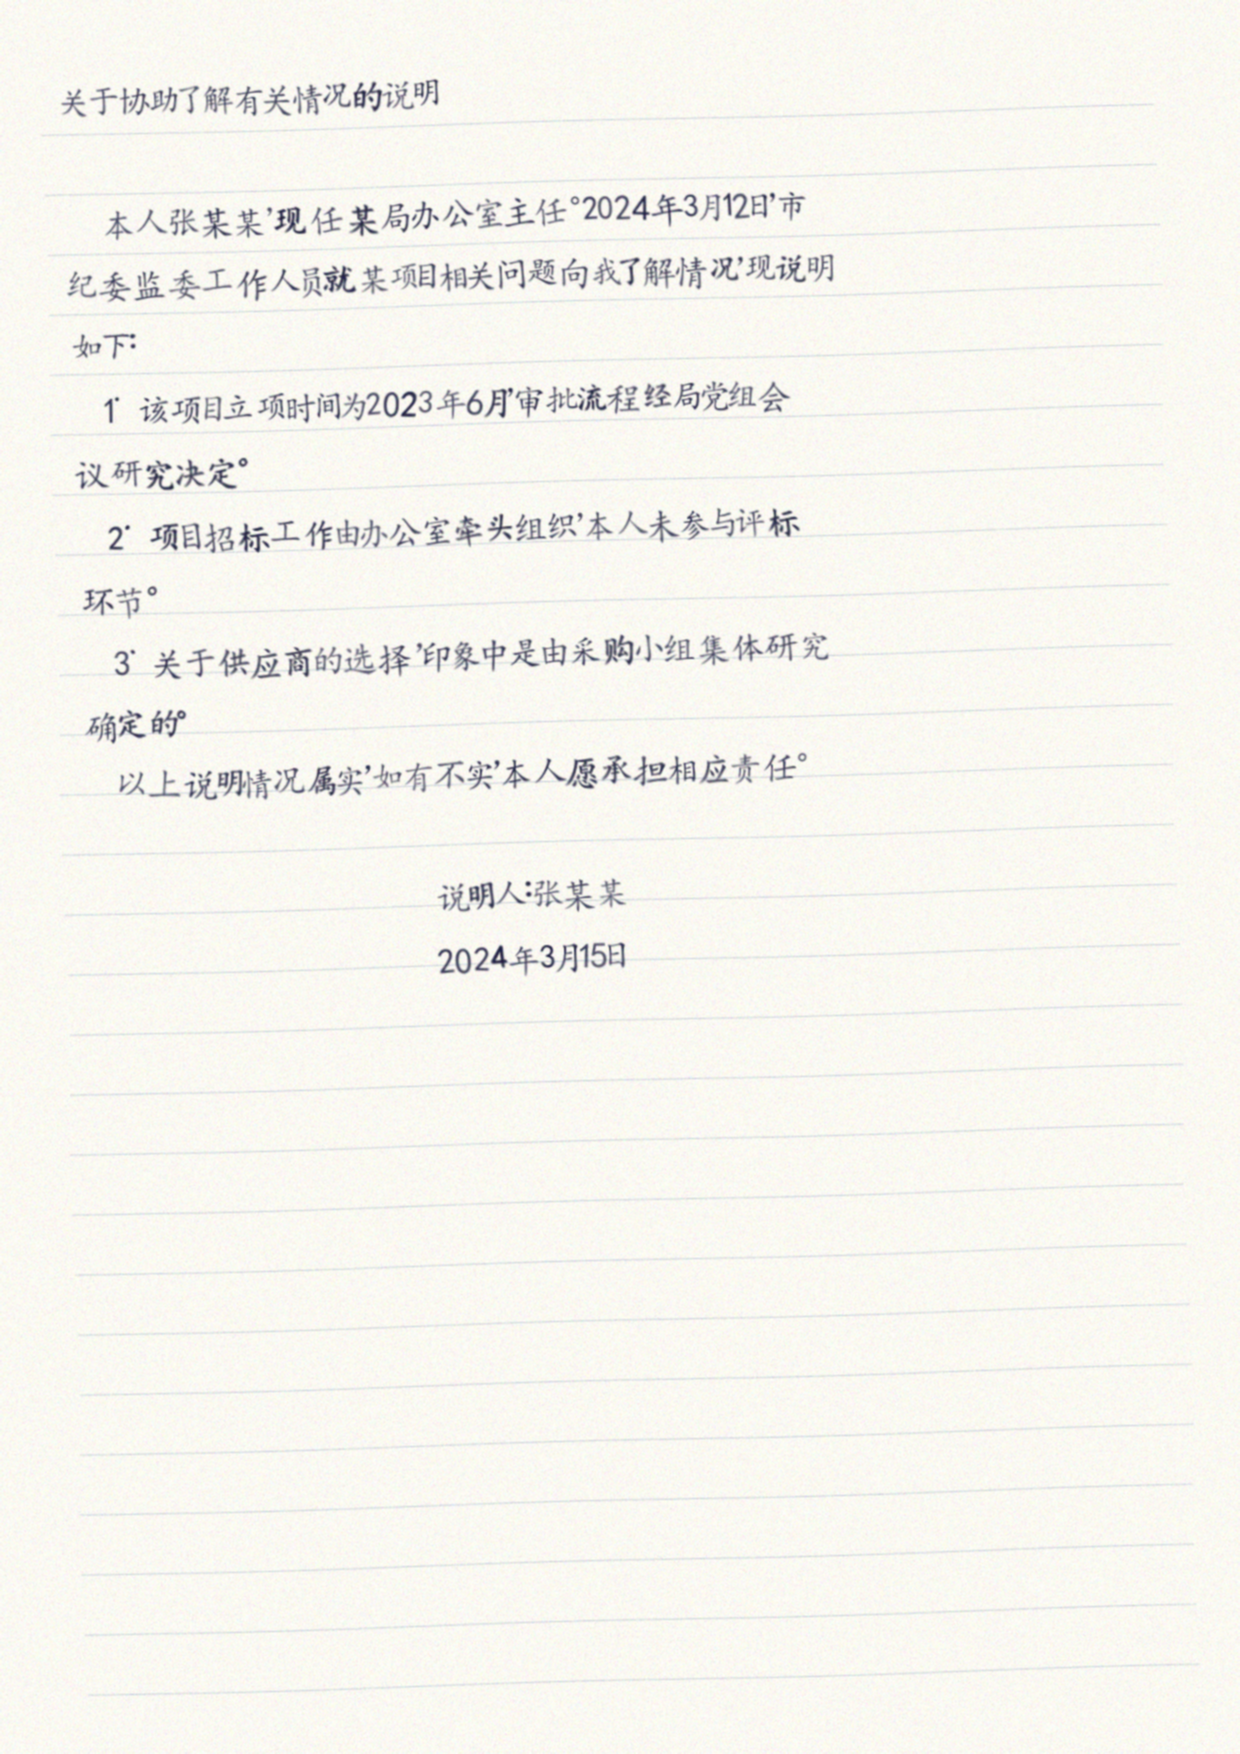 关于协助了解有关情况的说明
本人张某某，现任某局办公室主任。2024年3月12日，市
纪委监委工作人员就某项目相关问题向我了解情况，现说明
如下：
1. 该项目立项时间为2023年6月，审批流程经局党组会
议研究决定。
2. 项目招标工作由办公室牵头组织，本人未参与评标
环节。
3. 关于供应商的选择，印象中是由采购小组集体研究
确定的。
以上说明情况属实，如有不实，本人愿承担相应责任。
说明人：张某某
2024年3月15日